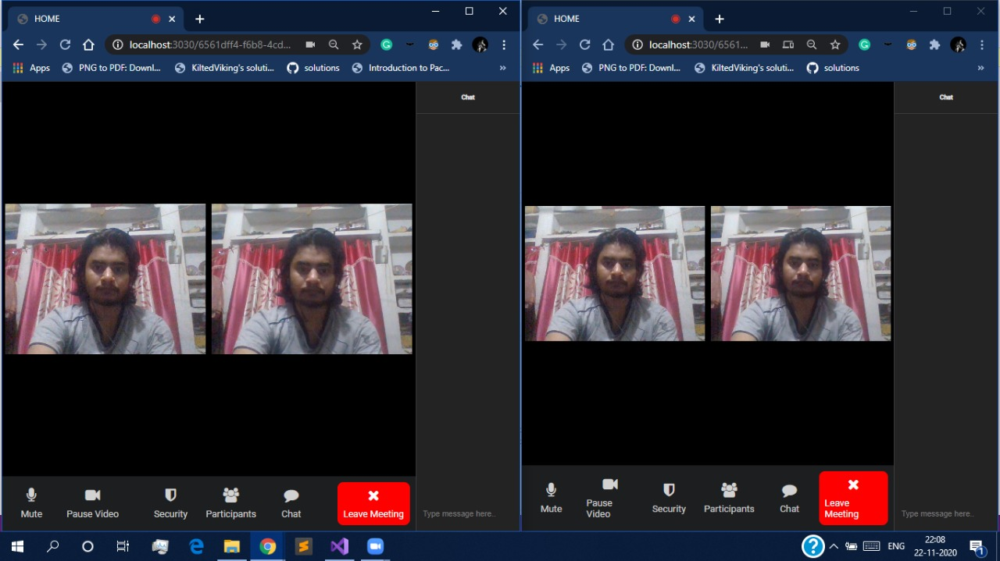 HOME
localhost:3030/6561dff4-f6b8-4cd...
Apps
PNG to PDF: Downl...
KiltedViking's soluti...
solutions
Introduction to Pac...
»
Chat
Mute
Pause Video
Security
Participants
Chat
Leave Meeting
Type message here..
HOME
localhost:3030/6561...
Apps
PNG to PDF: Downl...
KiltedViking's soluti...
solutions
»
Chat
Mute
Pause
Video
Security
Participants
Chat
Leave
Meeting
Type message here..
ENG
22:08
22-11-2020
1